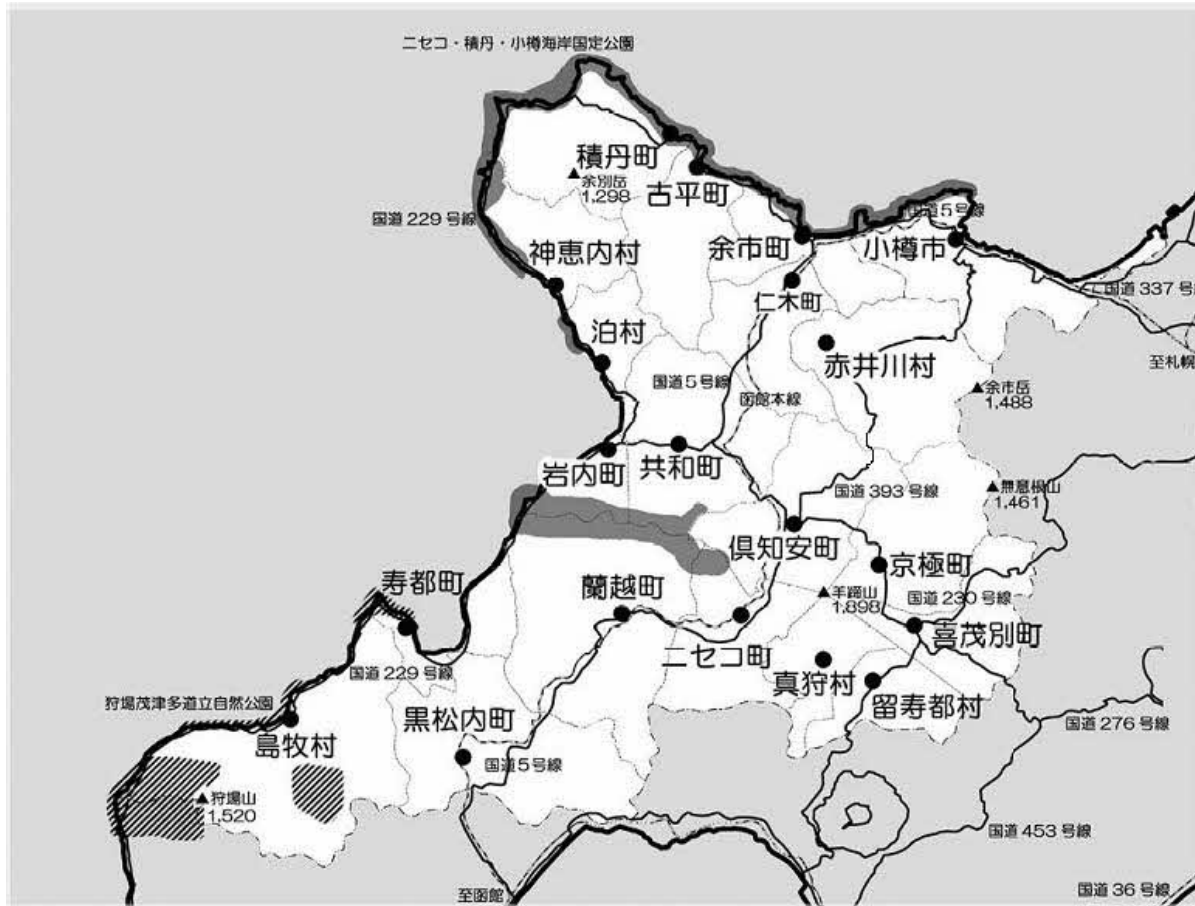 ニセコ・積丹・小樽海岸国定公園
積丹町
余別岳
1,298
古平町
国道229号線
国道5号線
余市町
小樽市
神恵内村
仁木町
国道337号線
泊村
赤井川村
至札幌
国道5号線
函館本線
余市岳
1,488
岩内町
共和町
国道393号線
無意根山
1,461
倶知安町
京極町
寿都町
蘭越町
羊蹄山
1,898
国道230号線
喜茂別町
ニセコ町
国道229号線
真狩村
留寿都村
狩場茂津多道立自然公園
黒松内町
国道276号線
島牧村
国道5号線
狩場山
1,520
国道453号線
至函館
国道36号線